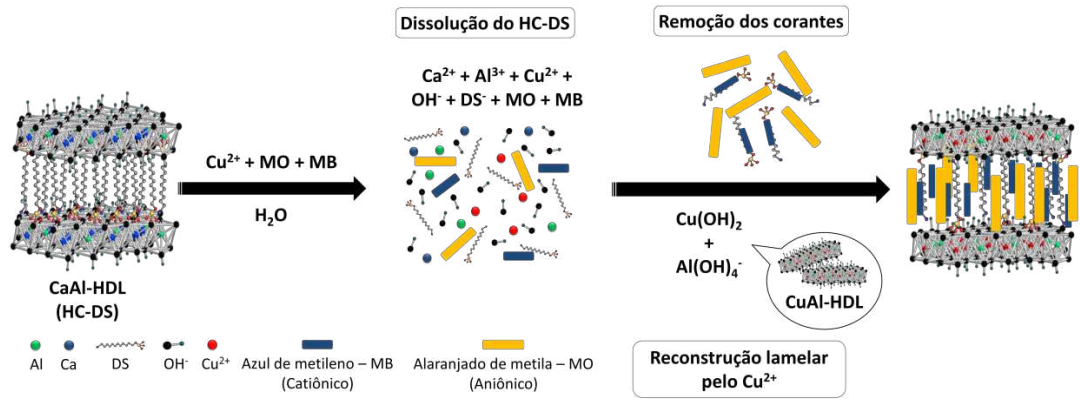 Dissolução do HC-DS
Remoção dos corantes
Ca²⁺ + Al³⁺ + Cu²⁺ +
OH⁻ + DS⁻ + MO + MB
Cu²⁺ + MO + MB
H₂O
Cu(OH)₂
+
Al(OH)₄⁻
CuAl-HDL
CaAl-HDL
(HC-DS)
Al
Ca
DS
OH⁻
Cu²⁺
Azul de metileno – MB
(Catiônico)
Alaranjado de metila – MO
(Aniônico)
Reconstrução lamelar
pelo Cu²⁺